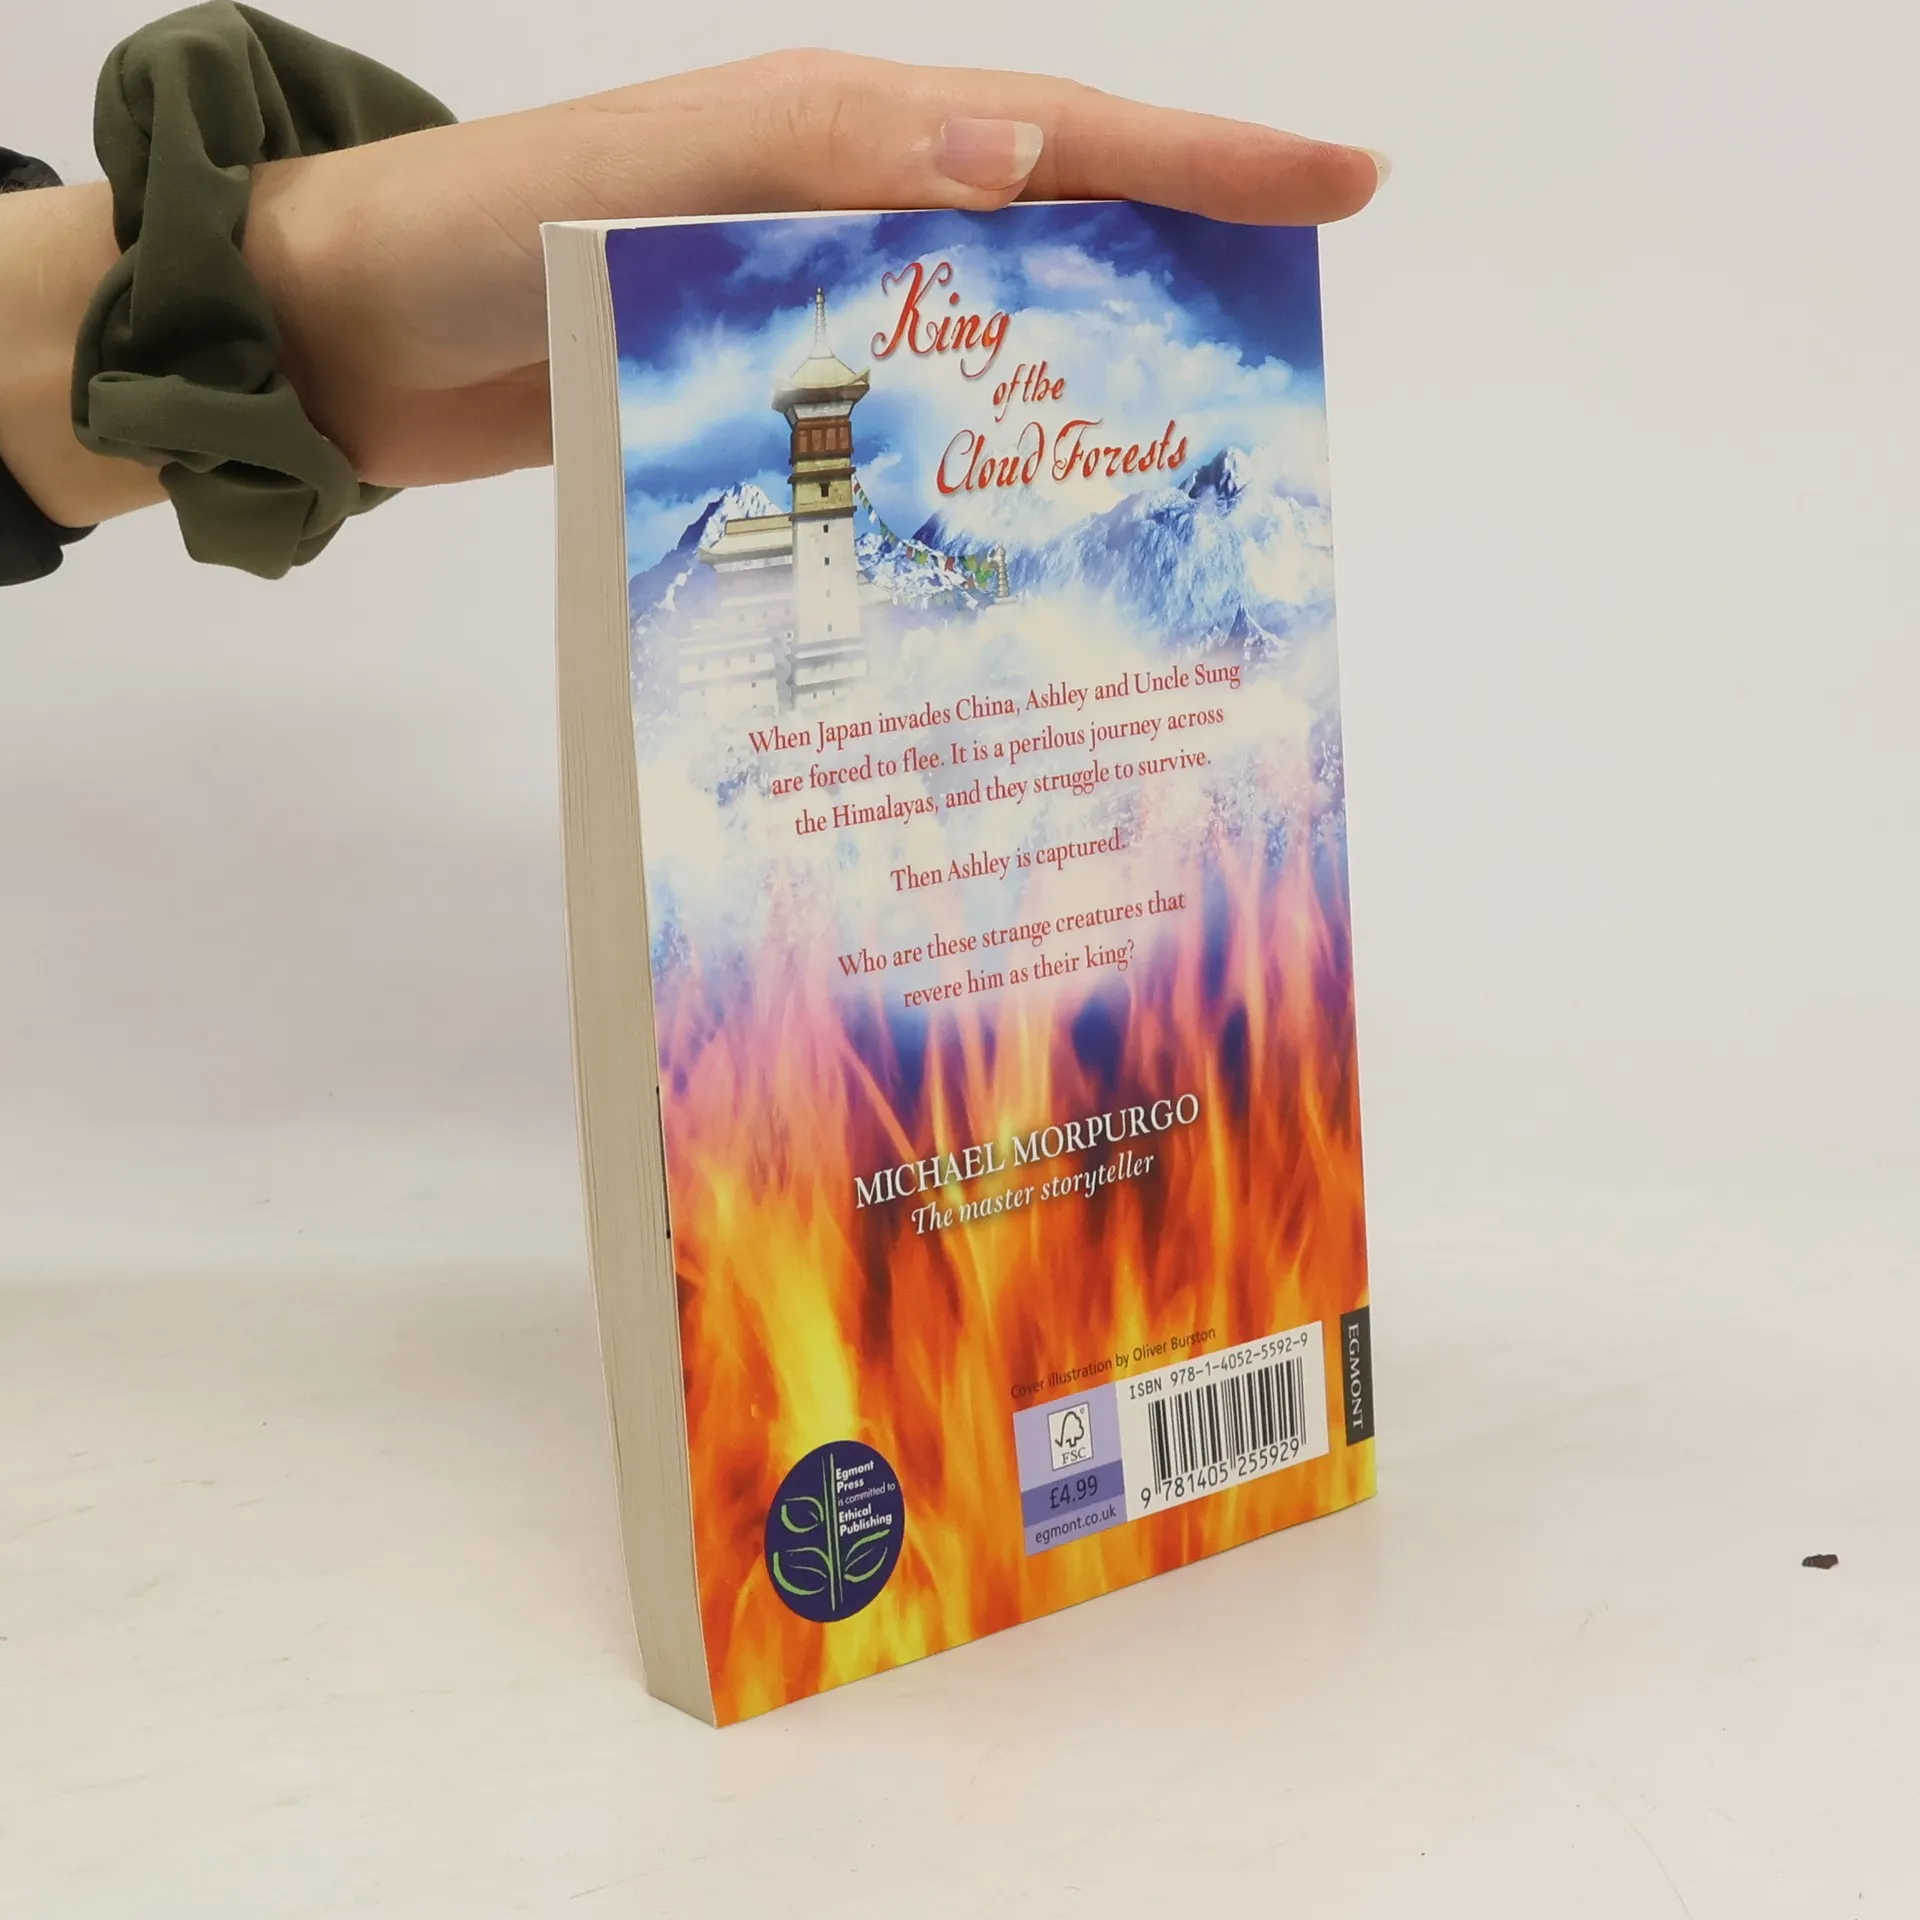 King
of the
Cloud Forests
When Japan invades China, Ashley and Uncle Sung
are forced to flee. It is a perilous journey across
the Himalayas, and they struggle to survive.
Then Ashley is captured.
Who are these strange creatures that
revere him as their king?
MICHAEL MORPURGO
The master storyteller
Cover illustration by Oliver Burston
ISBN 978-1-4052-5592-9
FSC
£4.99
egmont.co.uk
9 781405 255929
EGMONT
Egmont
Press
is committed to
Ethical
Publishing